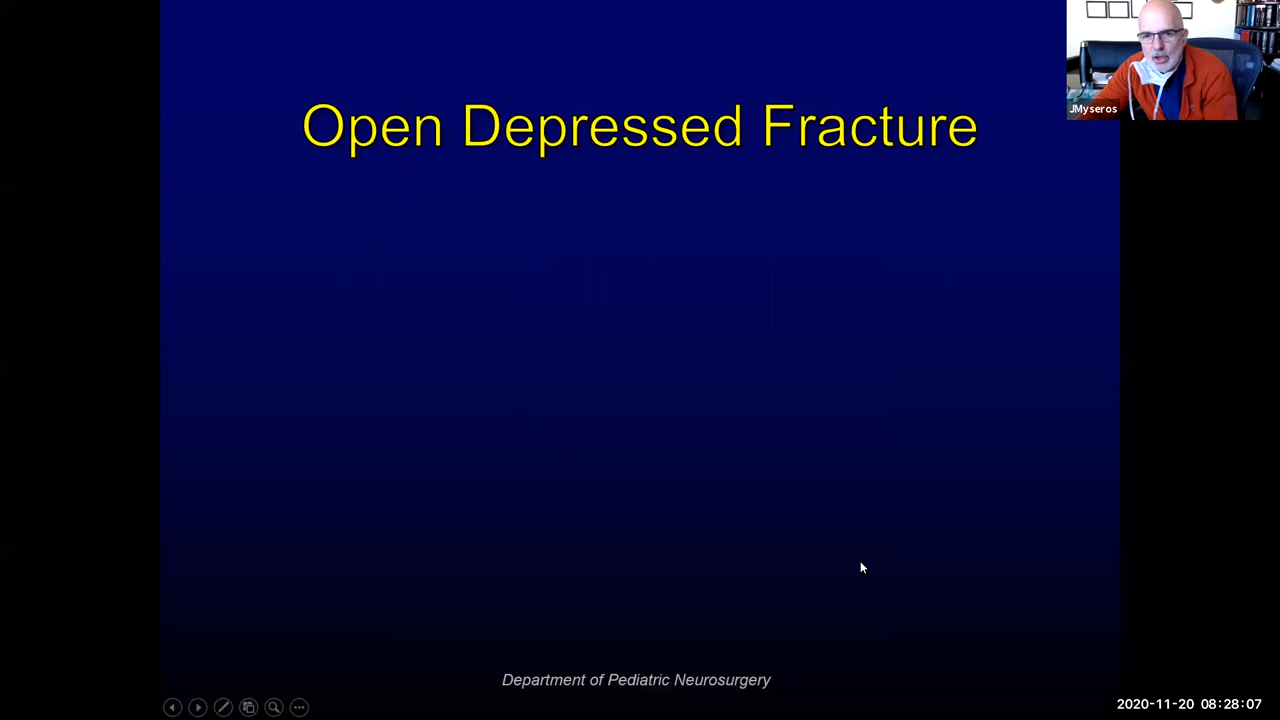 JMyseros
Open Depressed Fracture
Department of Pediatric Neurosurgery
2020-11-20 08:28:07